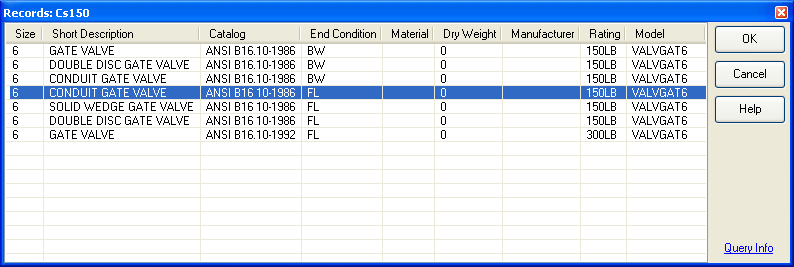 Records: Cs150
Size Short Description Catalog End Condition Material Dry Weight Manufacturer Rating Model
6 GATE VALVE ANSI B16.10-1986 BW 0 150LB VALVGAT6
6 DOUBLE DISC GATE VALVE ANSI B16.10-1986 BW 0 150LB VALVGAT6
6 CONDUIT GATE VALVE ANSI B16.10-1986 BW 0 150LB VALVGAT6
6 CONDUIT GATE VALVE ANSI B16.10-1986 FL 0 150LB VALVGAT6
6 SOLID WEDGE GATE VALVE ANSI B16.10-1986 FL 0 150LB VALVGAT6
6 DOUBLE DISC GATE VALVE ANSI B16.10-1986 FL 0 150LB VALVGAT6
6 GATE VALVE ANSI B16.10-1992 FL 0 300LB VALVGAT6
OK
Cancel
Help
Query Info